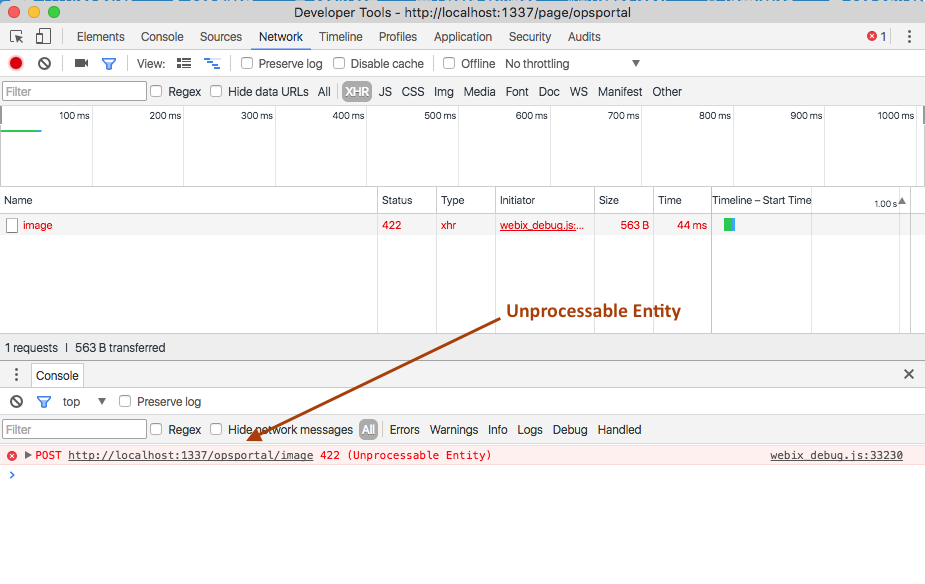 Developer Tools - http://localhost:1337/page/opsportal
Elements Console Sources Network Timeline Profiles Application Security Audits 1
View: Preserve log Disable cache Offline No throttling
Filter Regex Hide data URLs All XHR JS CSS Img Media Font Doc WS Manifest Other
100 ms 200 ms 300 ms 400 ms 500 ms 600 ms 700 ms 800 ms 900 ms 1000 ms
Name Status Type Initiator Size Time Timeline – Start Time 1.00 s
image 422 xhr webix_debug.js:... 563 B 44 ms
Unprocessable Entity
1 requests | 563 B transferred
Console
top Preserve log
Filter Regex Hide network messages All Errors Warnings Info Logs Debug Handled
POST http://localhost:1337/opsportal/image 422 (Unprocessable Entity) webix_debug.js:33230